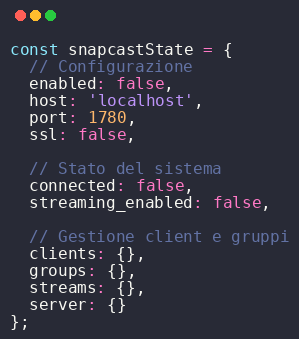 const snapcastState = {
  // Configurazione
  enabled: false,
  host: 'localhost',
  port: 1780,
  ssl: false,

  // Stato del sistema
  connected: false,
  streaming_enabled: false,

  // Gestione client e gruppi
  clients: {},
  groups: {},
  streams: {},
  server: {}
};